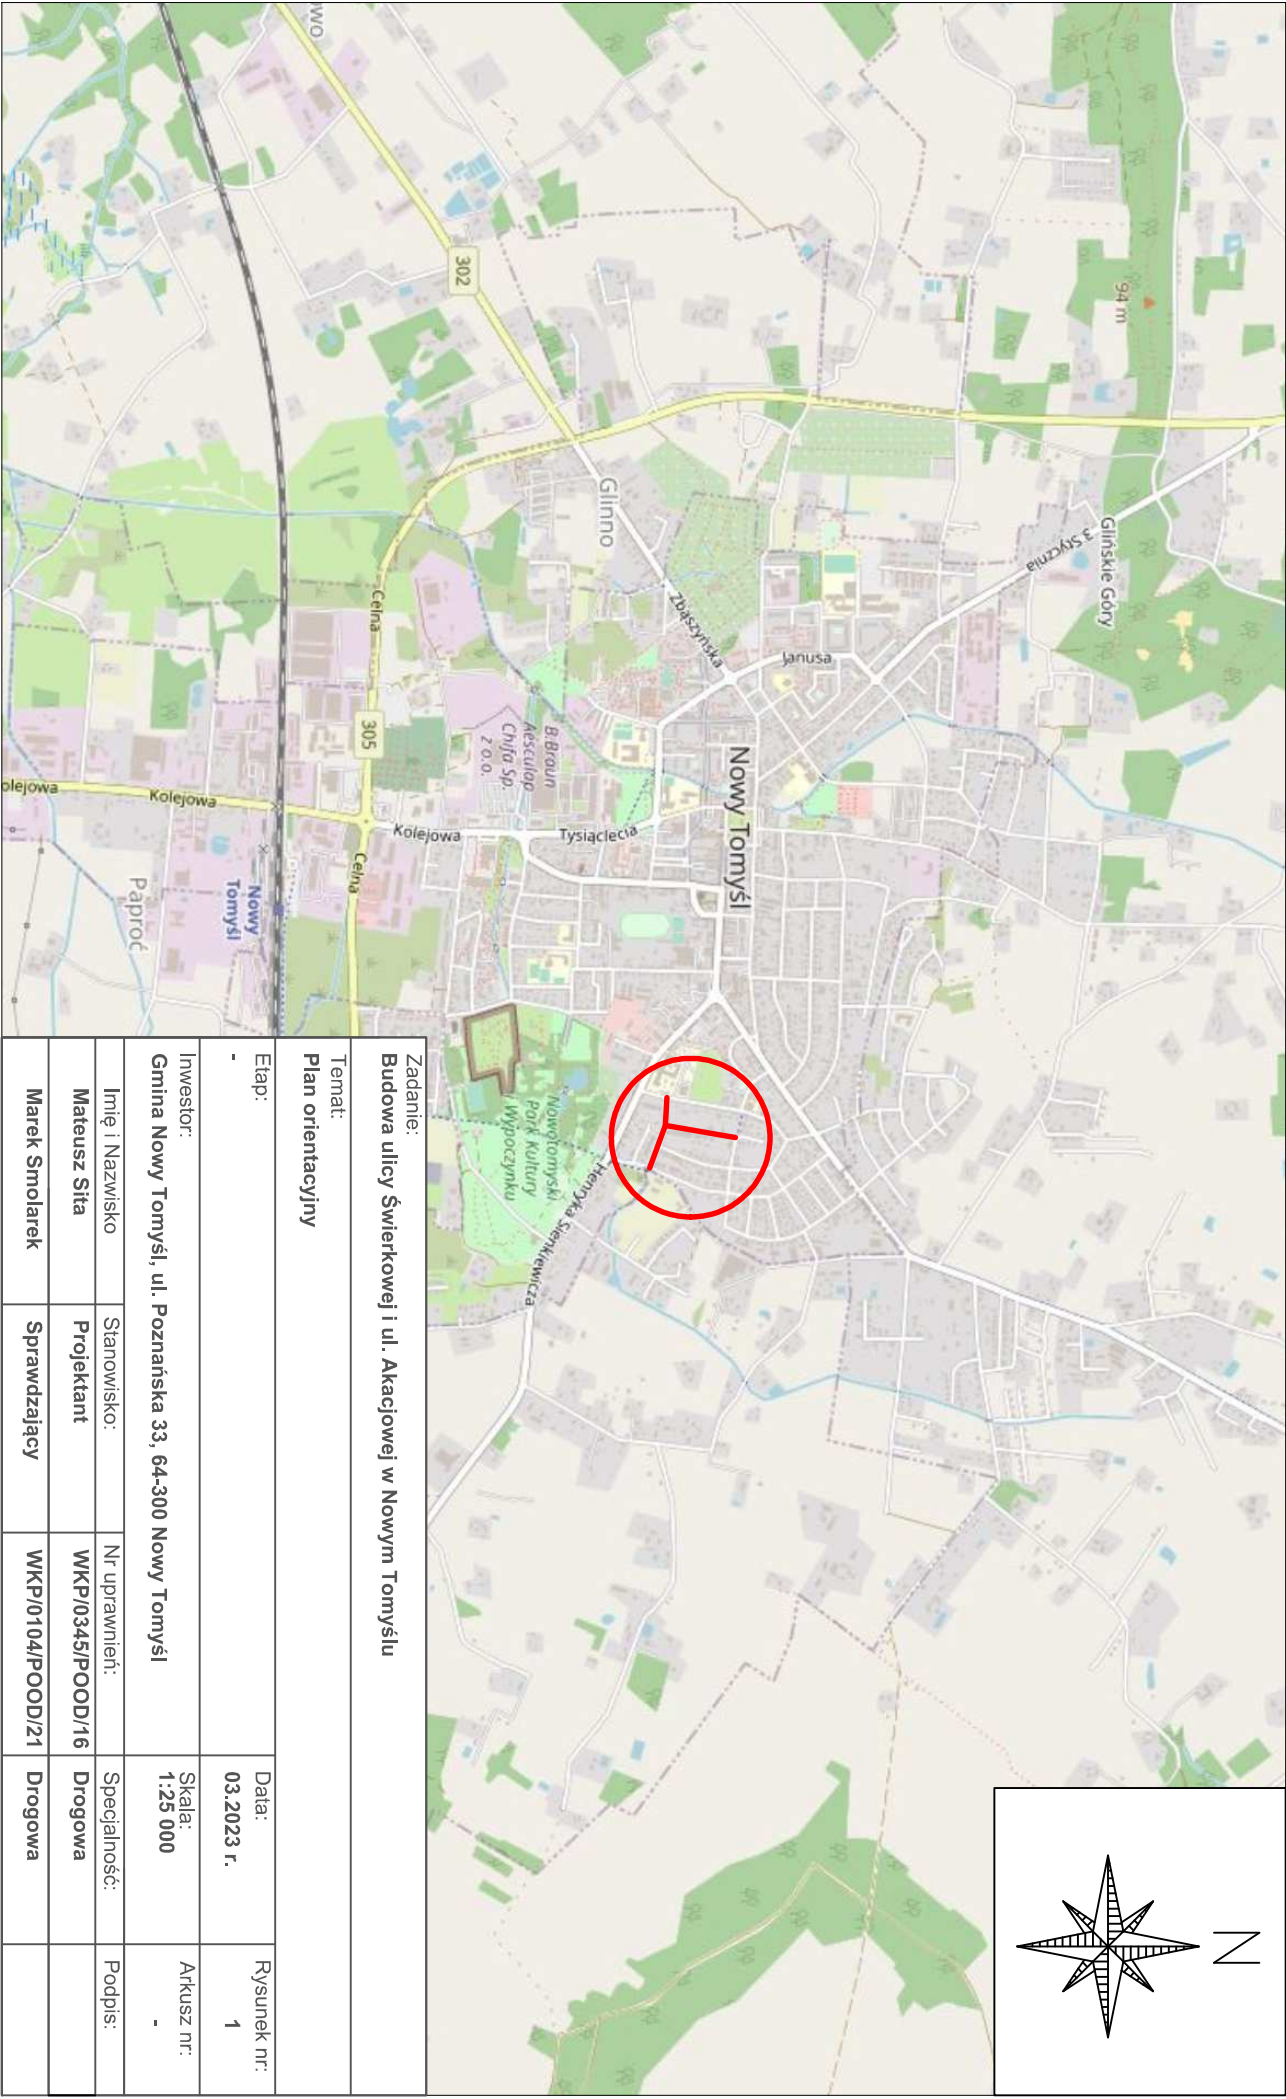 N
94 m
Glińskie Góry
3 Stycznia
302
Glinno
Zbąszyńska
Janusa
Nowy Tomyśl
Celna
305
B.Braun
Aesculap
Chifa Sp.
z o.o.
olejowa
Kolejowa
Kolejowa
Tysiąclecia
Celna
Nowy
Tomyśl
Paproć
Nowotomyski
Park Kultury
i Wypoczynku
Henryka Sienkiewicza
wo
Zadanie:
Budowa ulicy Świerkowej i ul. Akacjowej w Nowym Tomyślu
Temat:
Plan orientacyjny
Etap:
-
Data:
03.2023 r.
Rysunek nr:
1
Inwestor:
Gmina Nowy Tomyśl, ul. Poznańska 33, 64-300 Nowy Tomyśl
Skala:
1:25 000
Arkusz nr:
-
Imię i Nazwisko Stanowisko: Nr uprawnień: Specjalność: Podpis:
Mateusz Sita Projektant WKP/0345/POOD/16 Drogowa
Marek Smolarek Sprawdzający WKP/0104/POOD/21 Drogowa